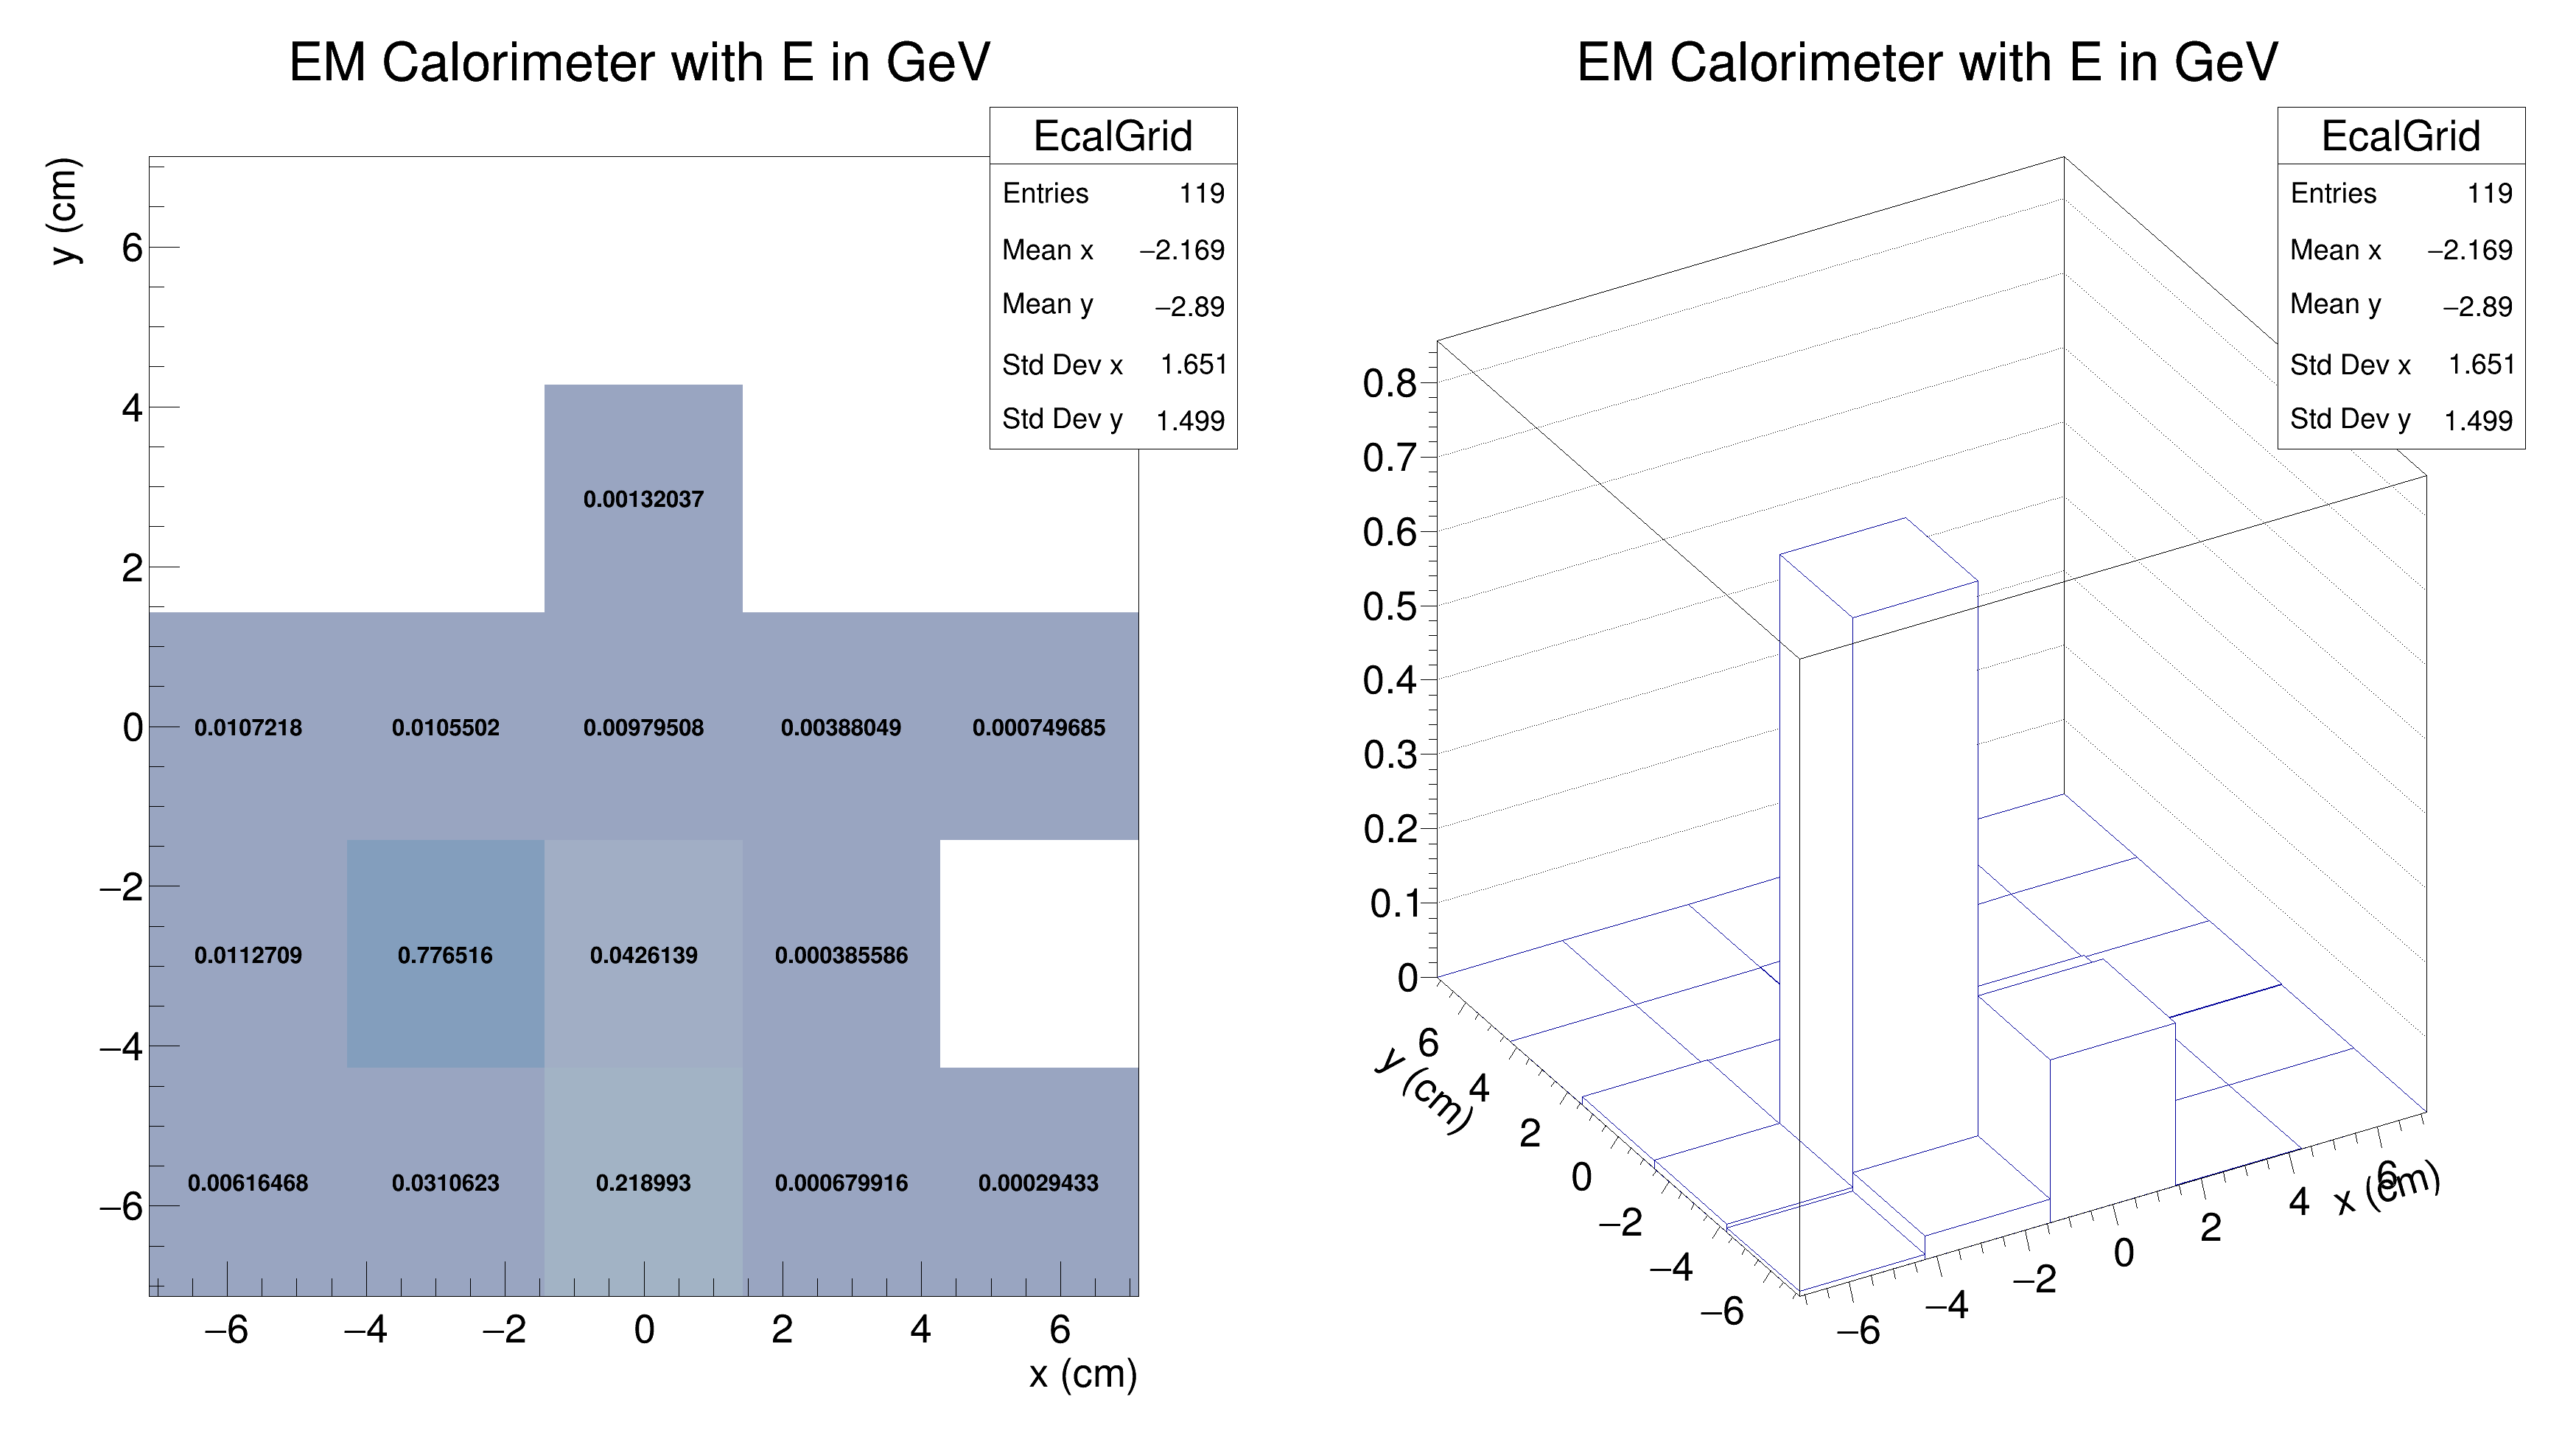 EM Calorimeter with E in GeV
EcalGrid
Entries 119
Mean x −2.169
Mean y −2.89
Std Dev x 1.651
Std Dev y 1.499
y (cm)
6
4
2
0
−2
−4
−6
0.00132037
0.0107218 0.0105502 0.00979508 0.00388049 0.000749685
0.0112709 0.776516 0.0426139 0.000385586
0.00616468 0.0310623 0.218993 0.000679916 0.00029433
−6 −4 −2 0 2 4 6
x (cm)
EM Calorimeter with E in GeV
EcalGrid
Entries 119
Mean x −2.169
Mean y −2.89
Std Dev x 1.651
Std Dev y 1.499
0.8
0.7
0.6
0.5
0.4
0.3
0.2
0.1
0
y (cm)
6
4
2
0
−2
−4
−6
−6 −4 −2 0 2 4 6
x (cm)